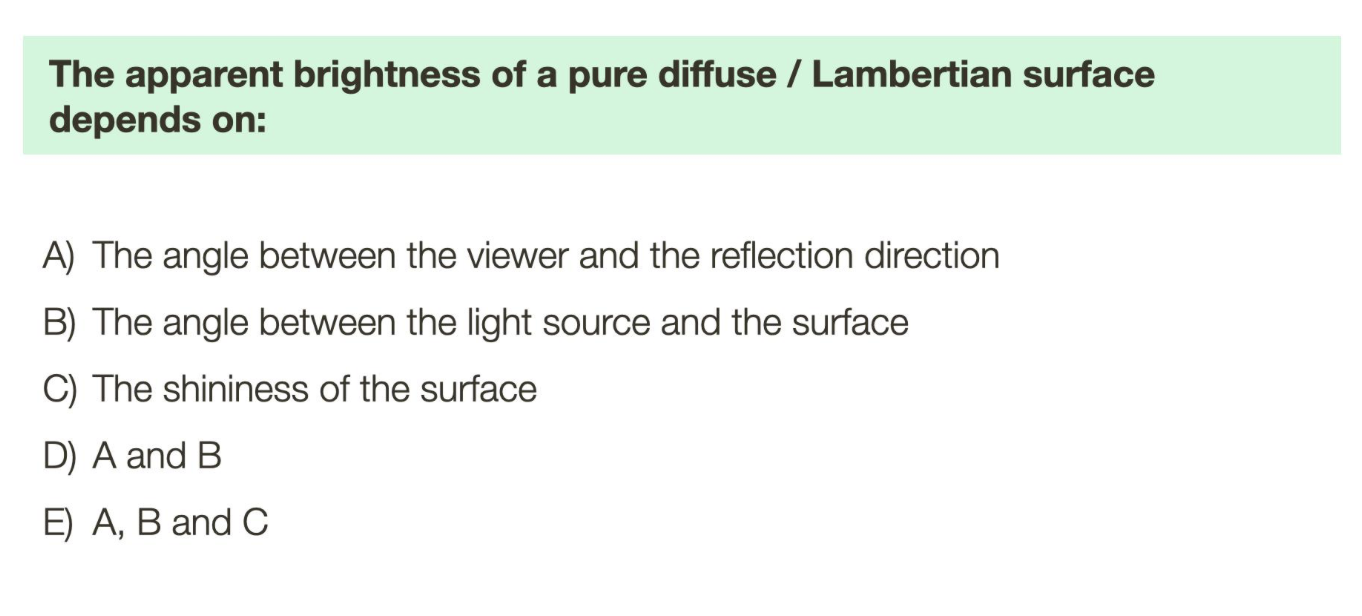 The apparent brightness of a pure diffuse / Lambertian surface
depends on:
A) The angle between the viewer and the reflection direction
B) The angle between the light source and the surface
C) The shininess of the surface
D) A and B
E) A, B and C